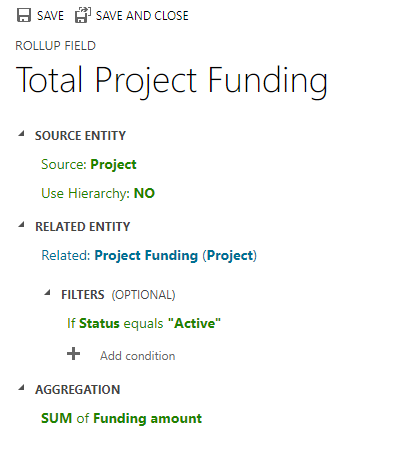 SAVE SAVE AND CLOSE
ROLLUP FIELD
Total Project Funding
SOURCE ENTITY
Source: Project
Use Hierarchy: NO
RELATED ENTITY
Related: Project Funding (Project)
FILTERS (OPTIONAL)
If Status equals "Active"
Add condition
AGGREGATION
SUM of Funding amount